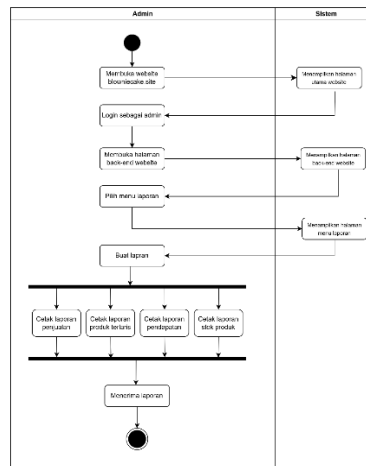 Admin
Sistem
Membuka website
bloomiecake site
Menampilkan halaman
utama website
Login sebagai admin
Membuka halaman
back-end website
Menampilkan halaman
back-end website
Pilih menu laporan
Menampilkan halaman
menu laporan
Buat lapran
Cetak laporan
penjualan
Cetak laporan
produk terlaris
Cetak laporan
pendapatan
Cetak laporan
stok produk
Menerima laporan